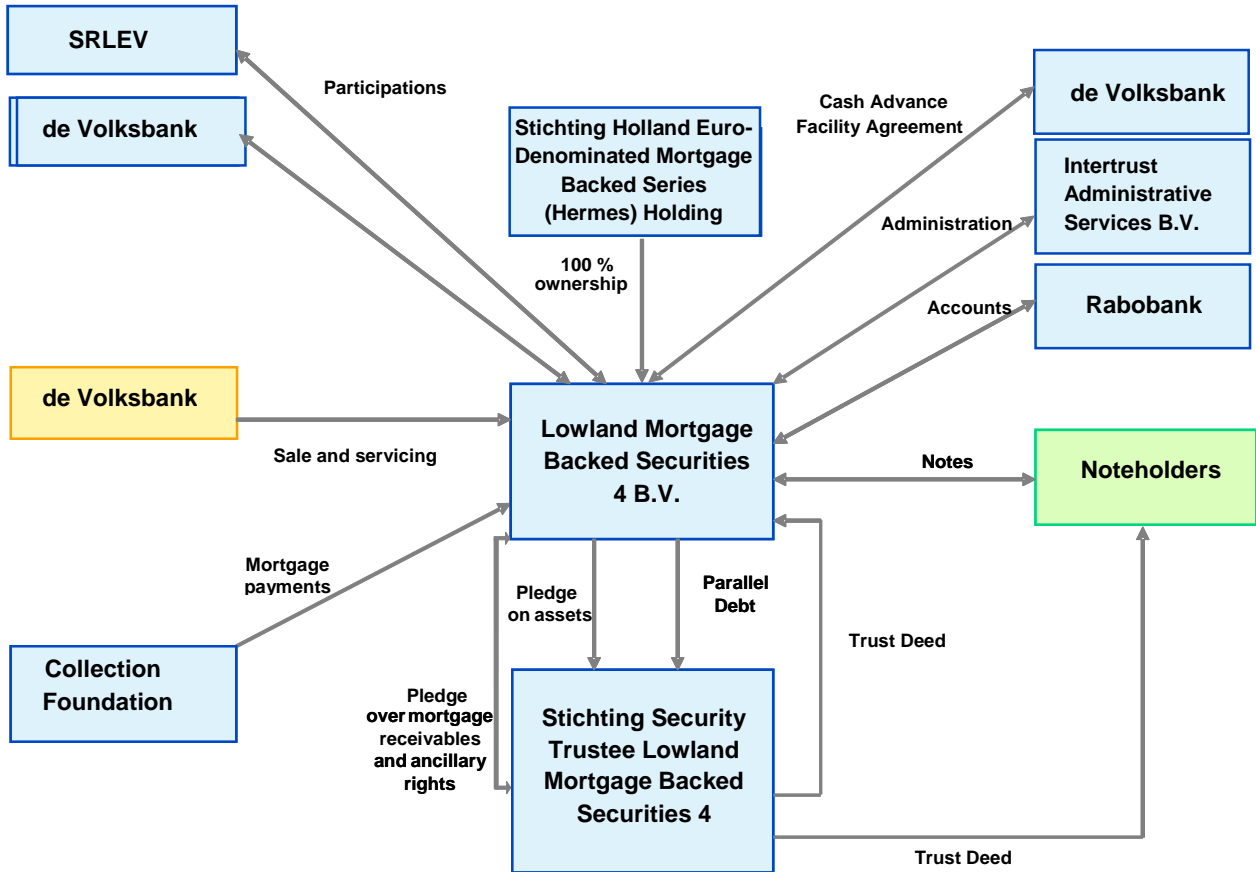 SRLEV
Participations
de Volksbank
Stichting Holland Euro-
Denominated Mortgage
Backed Series
(Hermes) Holding
Cash Advance
Facility Agreement
de Volksbank
Intertrust
Administrative
Services B.V.
Administration
100 %
ownership
Accounts
Rabobank
de Volksbank
Sale and servicing
Lowland Mortgage
Backed Securities
4 B.V.
Notes
Noteholders
Mortgage
payments
Pledge
on assets
Parallel
Debt
Trust Deed
Collection
Foundation
Pledge
over mortgage
receivables
and ancillary
rights
Stichting Security
Trustee Lowland
Mortgage Backed
Securities 4
Trust Deed